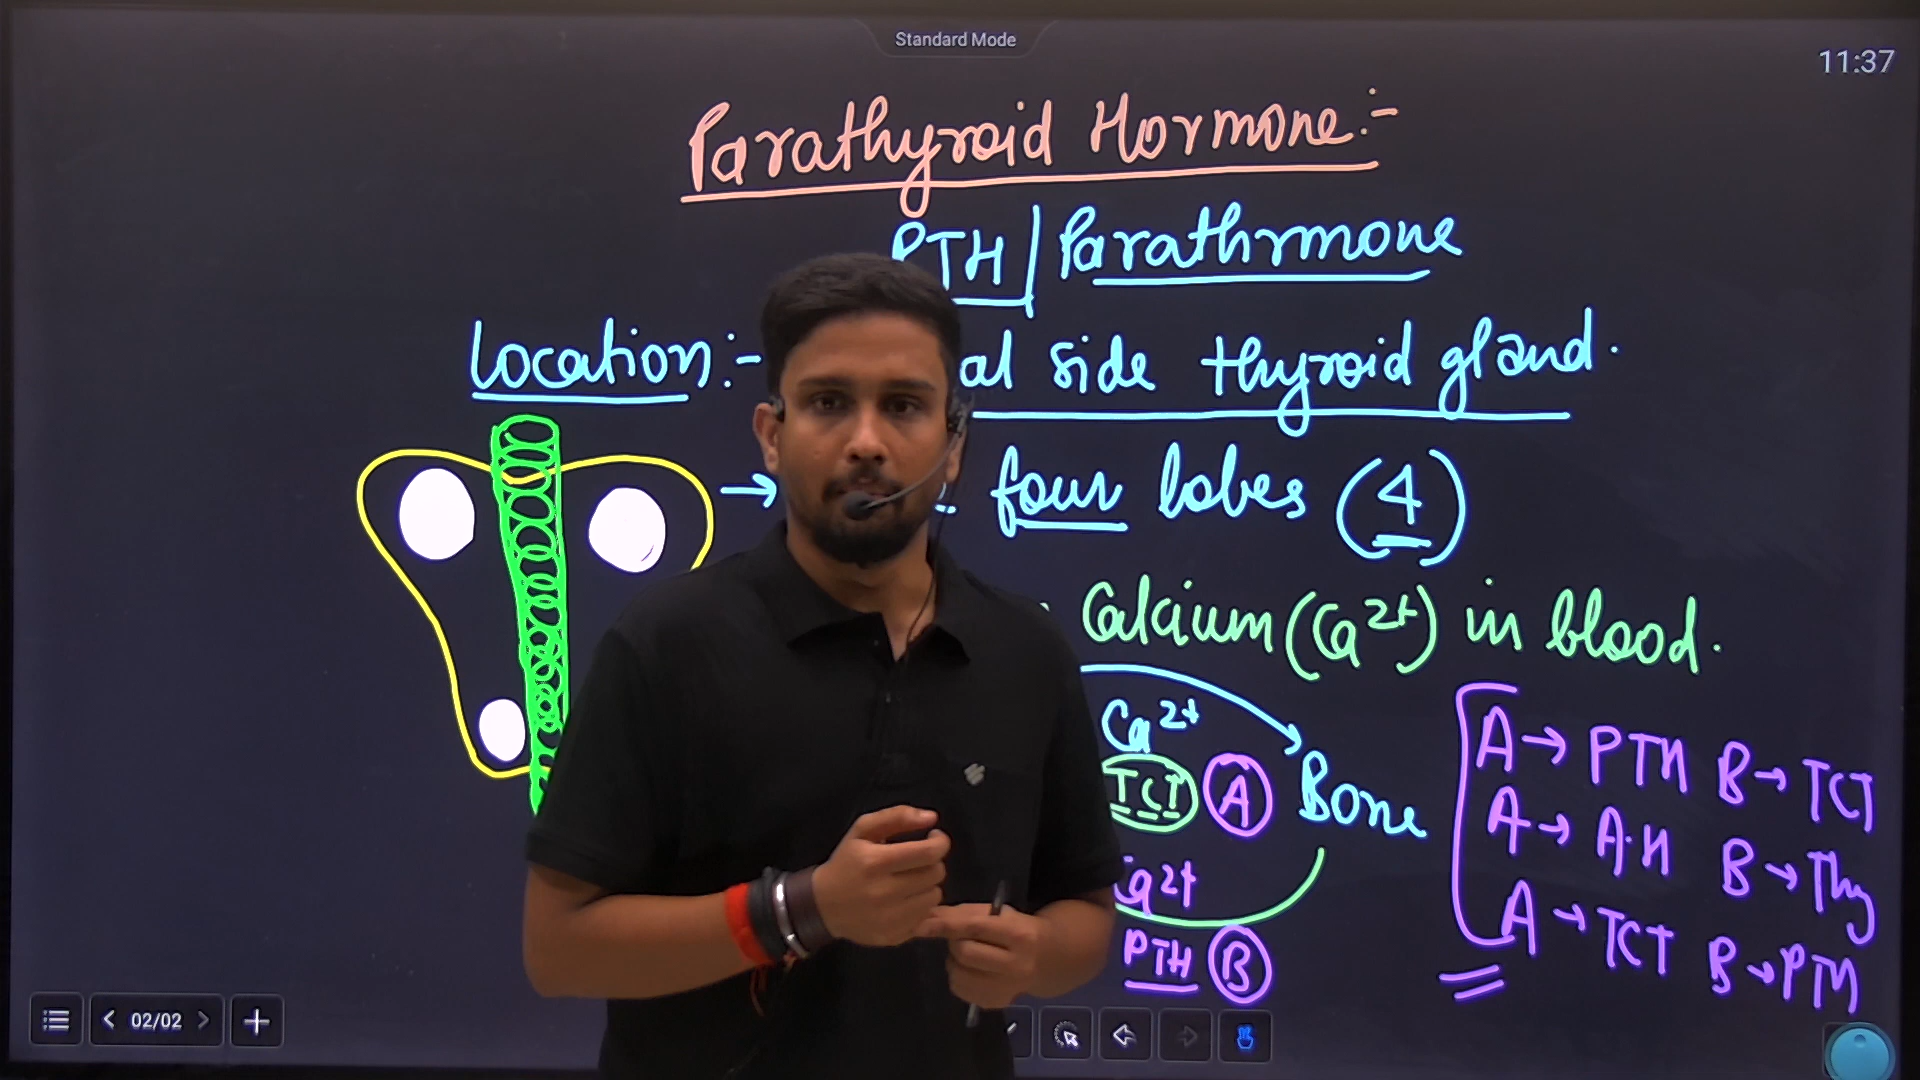 Standard Mode
11:37
Parathyroid Hormone:-
PTH | Parathrmone
Location:- al side thyroid gland.
→ four lobes (4)
Calcium (Ca2+) in blood.
Ca2+
TCT A Bone
Ca2+
PTH B
A → PTH B → TCT
A → A.H B → Thy
A → TCT B → PTH
02/02